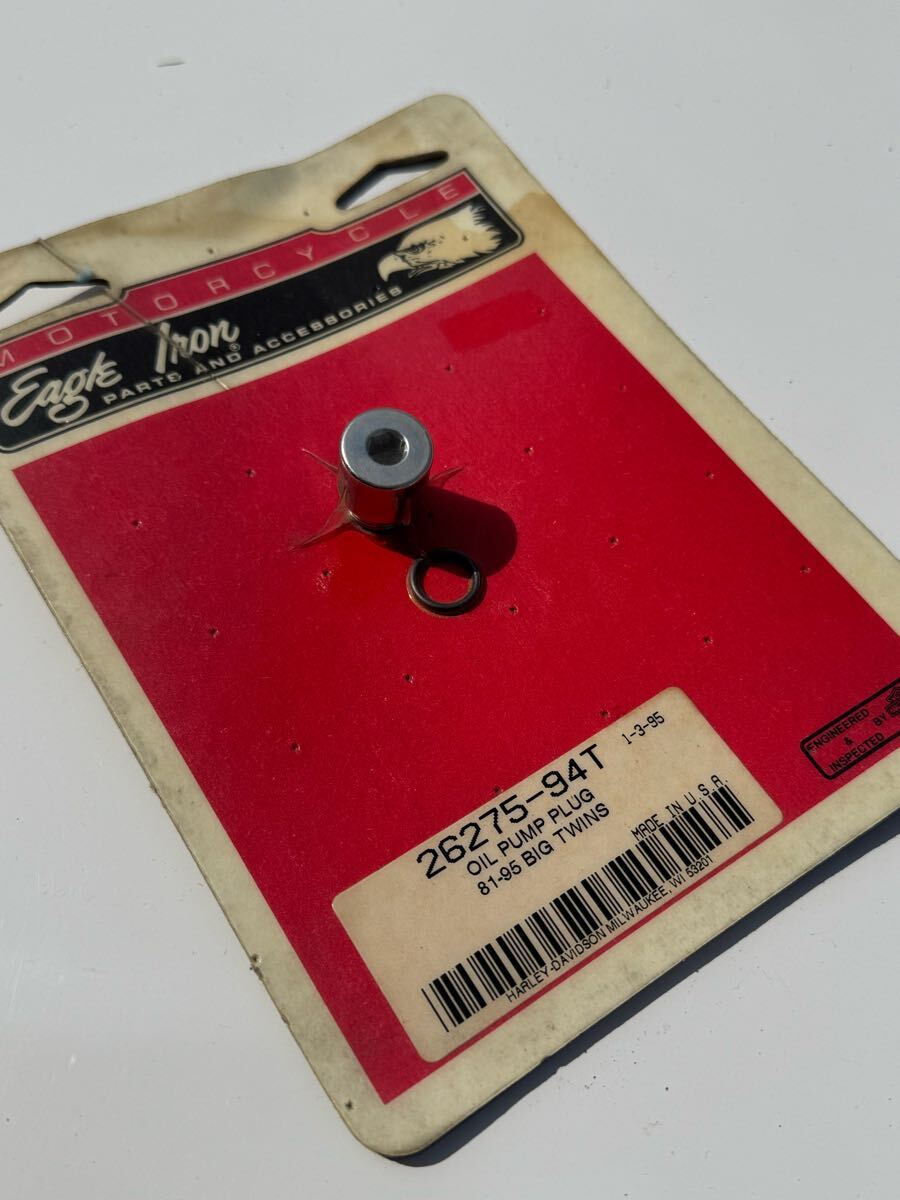 MOTORCYCLE
Eagle Iron®
PARTS AND ACCESSORIES
ENGINEERED
&
INSPECTED
BY
26275-94T
1-3-95
OIL PUMP PLUG
81-95 BIG TWINS
MADE IN U.S.A.
HARLEY-DAVIDSON MILWAUKEE, WI 53201